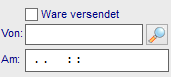 Ware versendet
Von:
Am: . .   : :